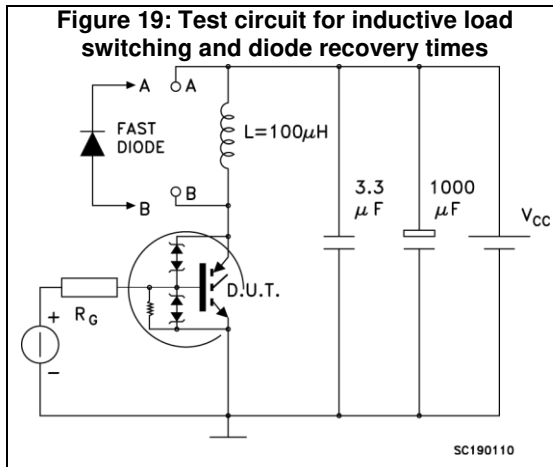 Figure 19: Test circuit for inductive load
switching and diode recovery times
A
A
FAST
DIODE
L=100μH
B
B
3.3
μF
1000
μF
VCC
D.U.T.
RG
+
-
SC190110